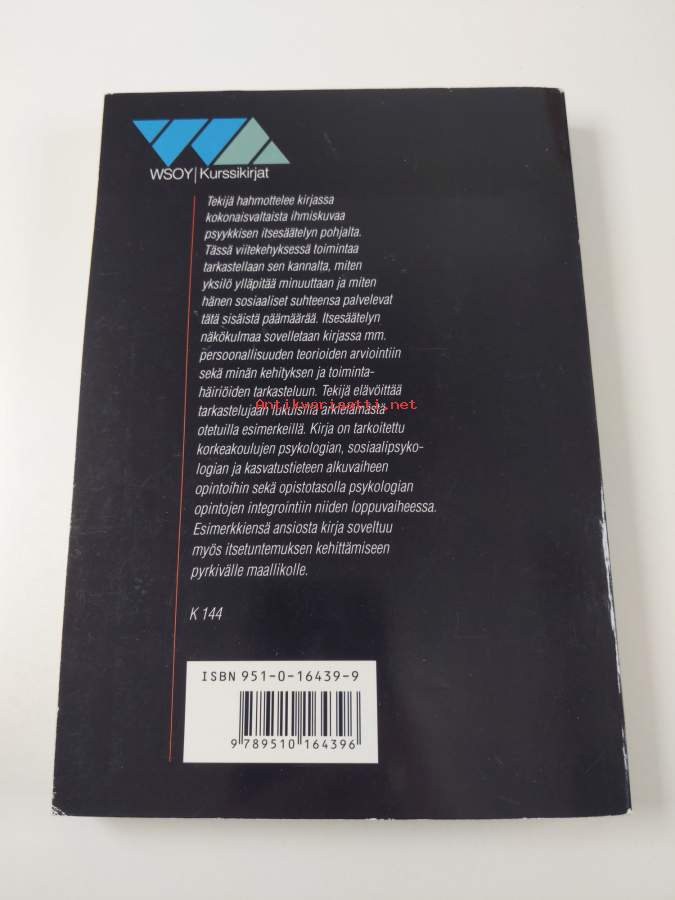 WSOY | Kurssikirjat
Tekijä hahmottelee kirjassa
kokonaisvaltaista ihmiskuvaa
psyykkisen itsesäätelyn pohjalta.
Tässä viitekehyksessä toimintaa
tarkastellaan sen kannalta, miten
yksilö ylläpitää minuuttaan ja miten
hänen sosiaaliset suhteensa palvelevat
tätä sisäistä päämäärää. Itsesäätelyn
näkökulmaa sovelletaan kirjassa mm.
persoonallisuuden teorioiden arviointiin
sekä minän kehityksen ja toiminta-
häiriöiden tarkasteluun. Tekijä elävöittää
Antikvariaatti.net
tarkastelujaan lukuisilla arkielämästä
otetuilla esimerkeillä. Kirja on tarkoitettu
korkeakoulujen psykologian, sosiaalipsyko-
logian ja kasvatustieteen alkuvaiheen
opintoihin sekä opistotasolla psykologian
opintojen integrointiin niiden loppuvaiheessa.
Esimerkkiensä ansiosta kirja soveltuu
myös itsetuntemuksen kehittämiseen
pyrkivälle maallikolle.
K 144
ISBN 951-0-16439-9
9 789510 164396